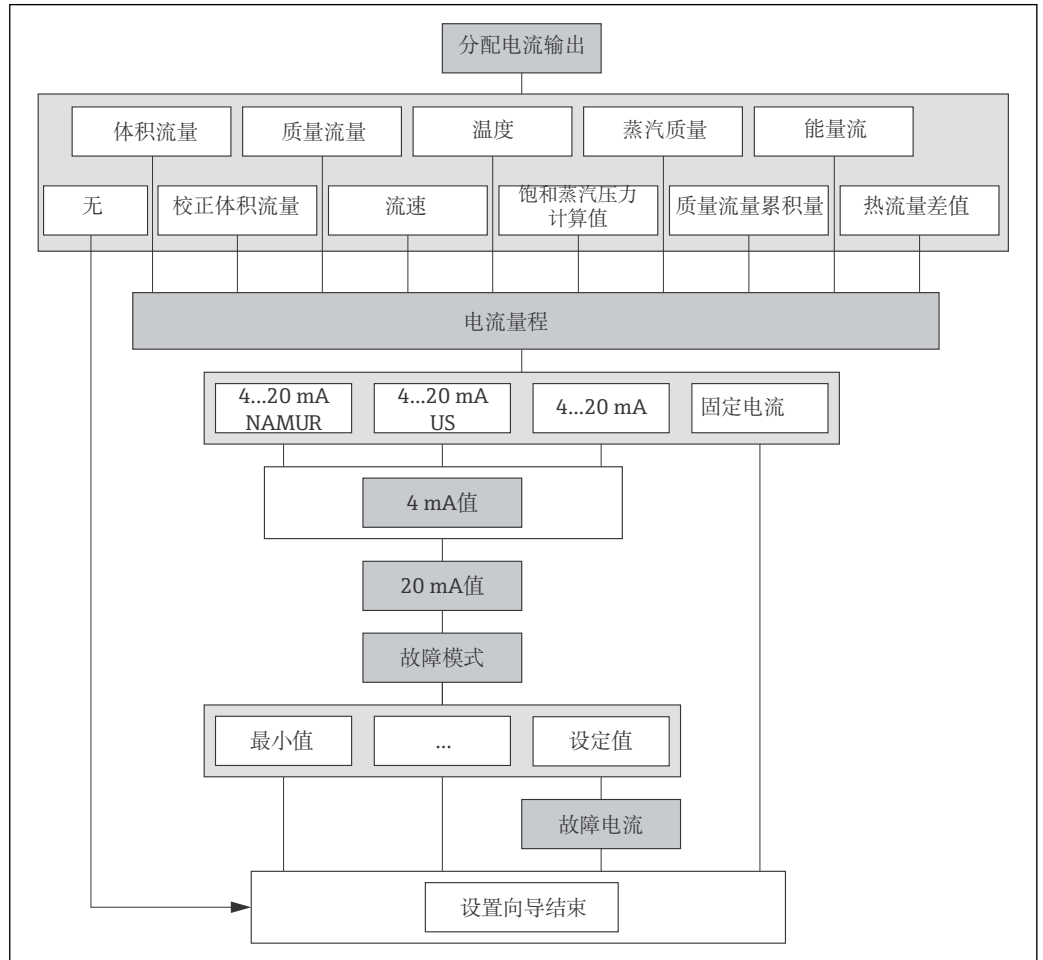 分配电流输出
体积流量
质量流量
温度
蒸汽质量
能量流
无
校正体积流量
流速
饱和蒸汽压力
计算值
质量流量累积量
热流量差值
电流量程
4...20 mA
NAMUR
4...20 mA
US
4...20 mA
固定电流
4 mA值
20 mA值
故障模式
最小值
...
设定值
故障电流
设置向导结束